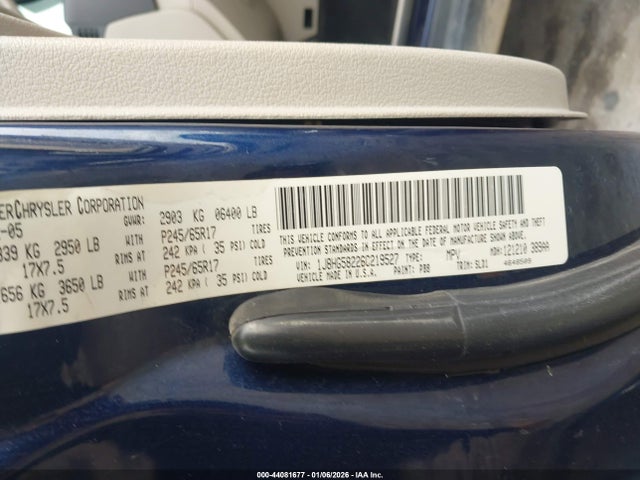 ERCHRYSLER CORPORATION
-05 GVWR: 2903 KG 06400 LB
339 KG 2950 LB WITH P245/65R17 TIRES
17X7.5 RIMS AT 242 KPA ( 35 PSI) COLD
656 KG 3650 LB WITH P245/65R17 TIRES
17X7.5 RIMS AT 242 KPA ( 35 PSI) COLD
THIS VEHICLE CONFORMS TO ALL APPLICABLE FEDERAL MOTOR VEHICLE SAFETY AND THEFT
PREVENTION STANDARDS IN EFFECT ON THE DATE OF MANUFACTURE SHOWN ABOVE.
VIN: 1J8HG58226C219527 TYPE: MPV MDH: 121210
VEHICLE MADE IN U.S.A. PAINT: PBB TRIM:
000-44081677 - 01/06/2026 - IAA Inc.